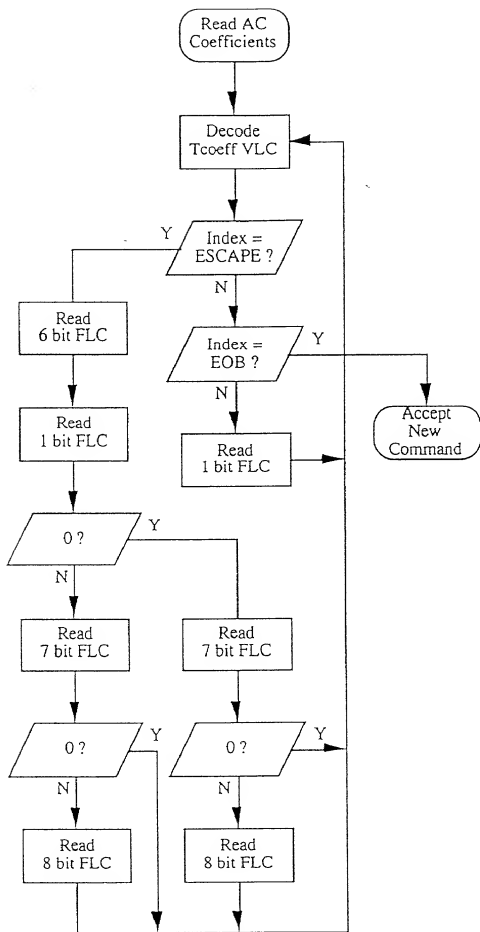 Read AC
Coefficients
Decode
Tcoeff VLC
Y
Index =
ESCAPE ?
N
Read
6 bit FLC
Index =
EOB ?
Y
N
Read
1 bit FLC
Read
1 bit FLC
Accept
New
Command
0 ?
Y
N
Read
7 bit FLC
Read
7 bit FLC
0 ?
Y
N
0 ?
Y
N
Read
8 bit FLC
Read
8 bit FLC